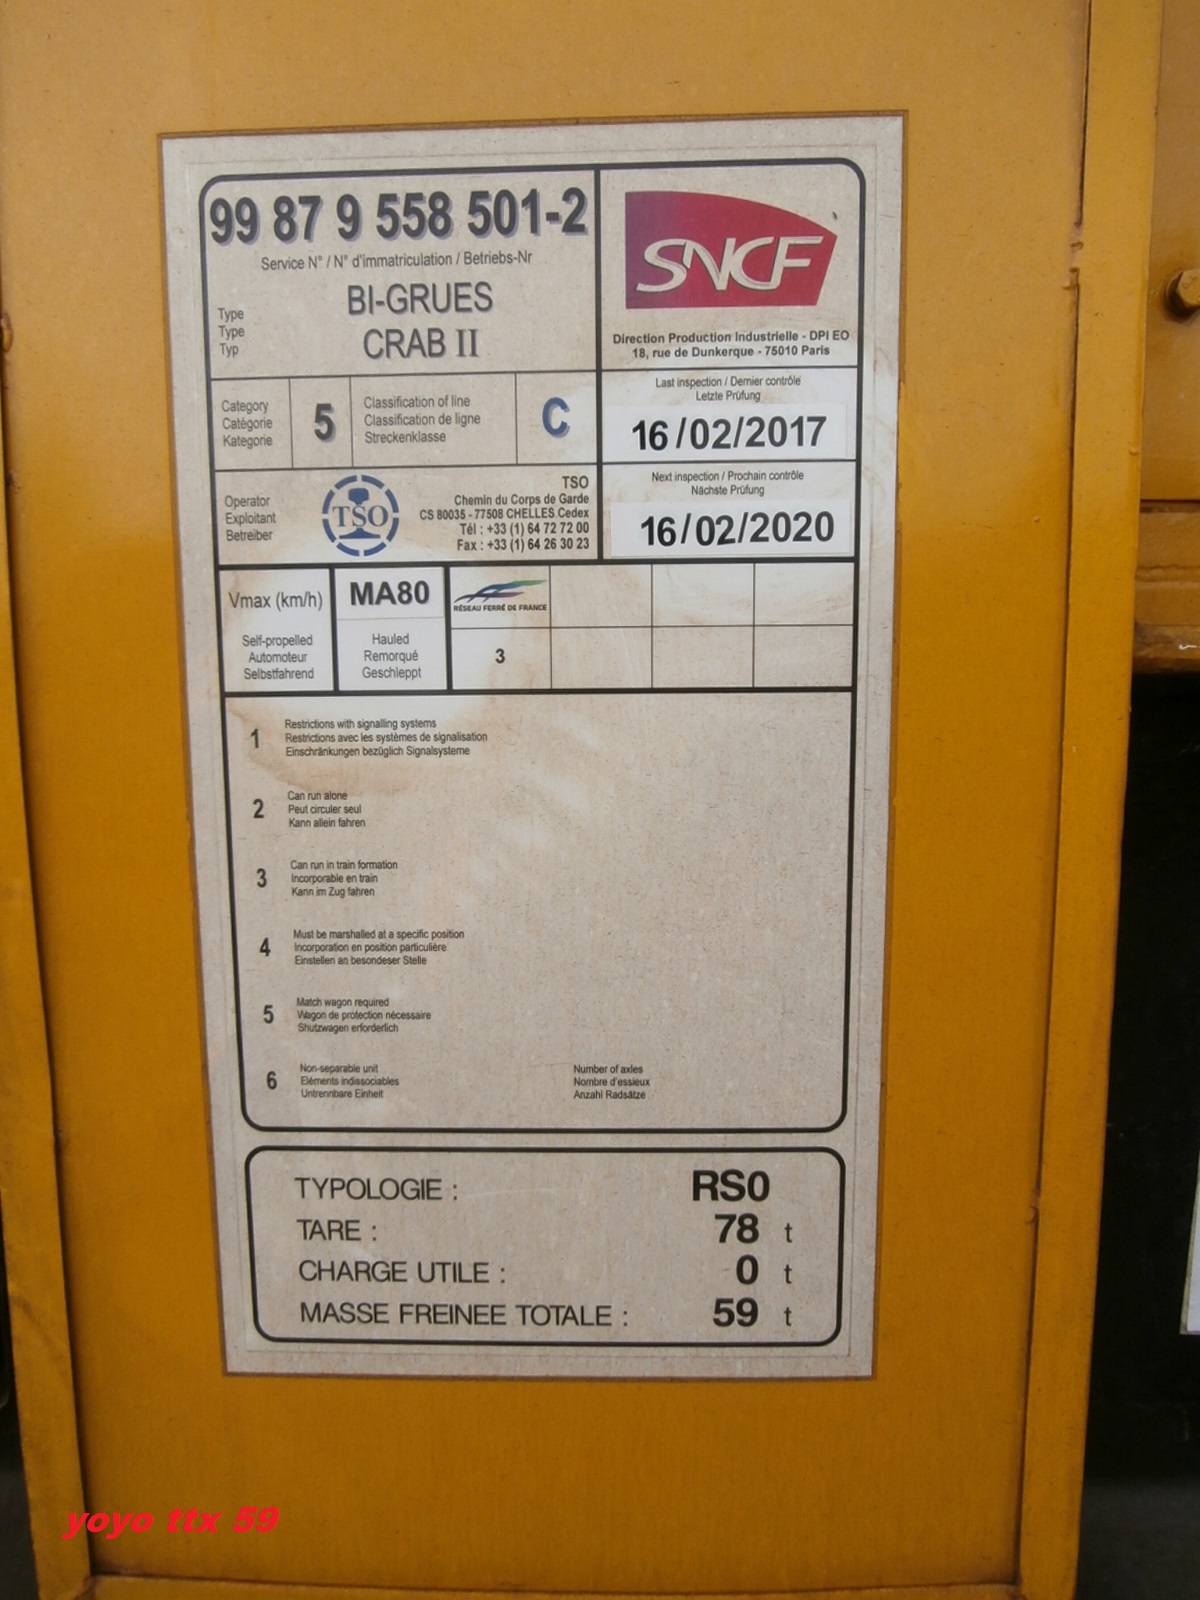 99 87 9 558 501-2
Service N° / N° d'immatriculation / Betriebs-Nr
Type
Type
Typ
BI-GRUES
CRAB II
SNCF
Direction Production Industrielle - DPI EO
18, rue de Dunkerque - 75010 Paris
Category
Catégorie
Kategorie
5
Classification of line
Classification de ligne
Streckenklasse
C
Last inspection / Dernier contrôle
Letzte Prüfung
16/02/2017
Operator
Exploitant
Betreiber
TSO
TSO
Chemin du Corps de Garde
CS 80035 - 77508 CHELLES Cedex
Tél : +33 (1) 64 72 72 00
Fax : +33 (1) 64 26 30 23
Next inspection / Prochain contrôle
Nächste Prüfung
16/02/2020
Vmax (km/h)
Self-propelled
Automoteur
Selbstfahrend
MA80
Hauled
Remorqué
Geschleppt
RÉSEAU FERRÉ DE FRANCE
3
1
Restrictions with signalling systems
Restrictions avec les systèmes de signalisation
Einschränkungen bezüglich Signalsysteme
2
Can run alone
Peut circuler seul
Kann allein fahren
3
Can run in train formation
Incorporable en train
Kann im Zug fahren
4
Must be marshalled at a specific position
Incorporation en position particulière
Einstellen an besondeser Stelle
5
Match wagon required
Wagon de protection nécessaire
Shutzwagen erforderlich
6
Non-separable unit
Eléments indissociables
Untrennbare Einheit
Number of axles
Nombre d'essieux
Anzahl Radsätze
TYPOLOGIE : RS0
TARE : 78 t
CHARGE UTILE : 0 t
MASSE FREINEE TOTALE : 59 t
yoyo ttx 59